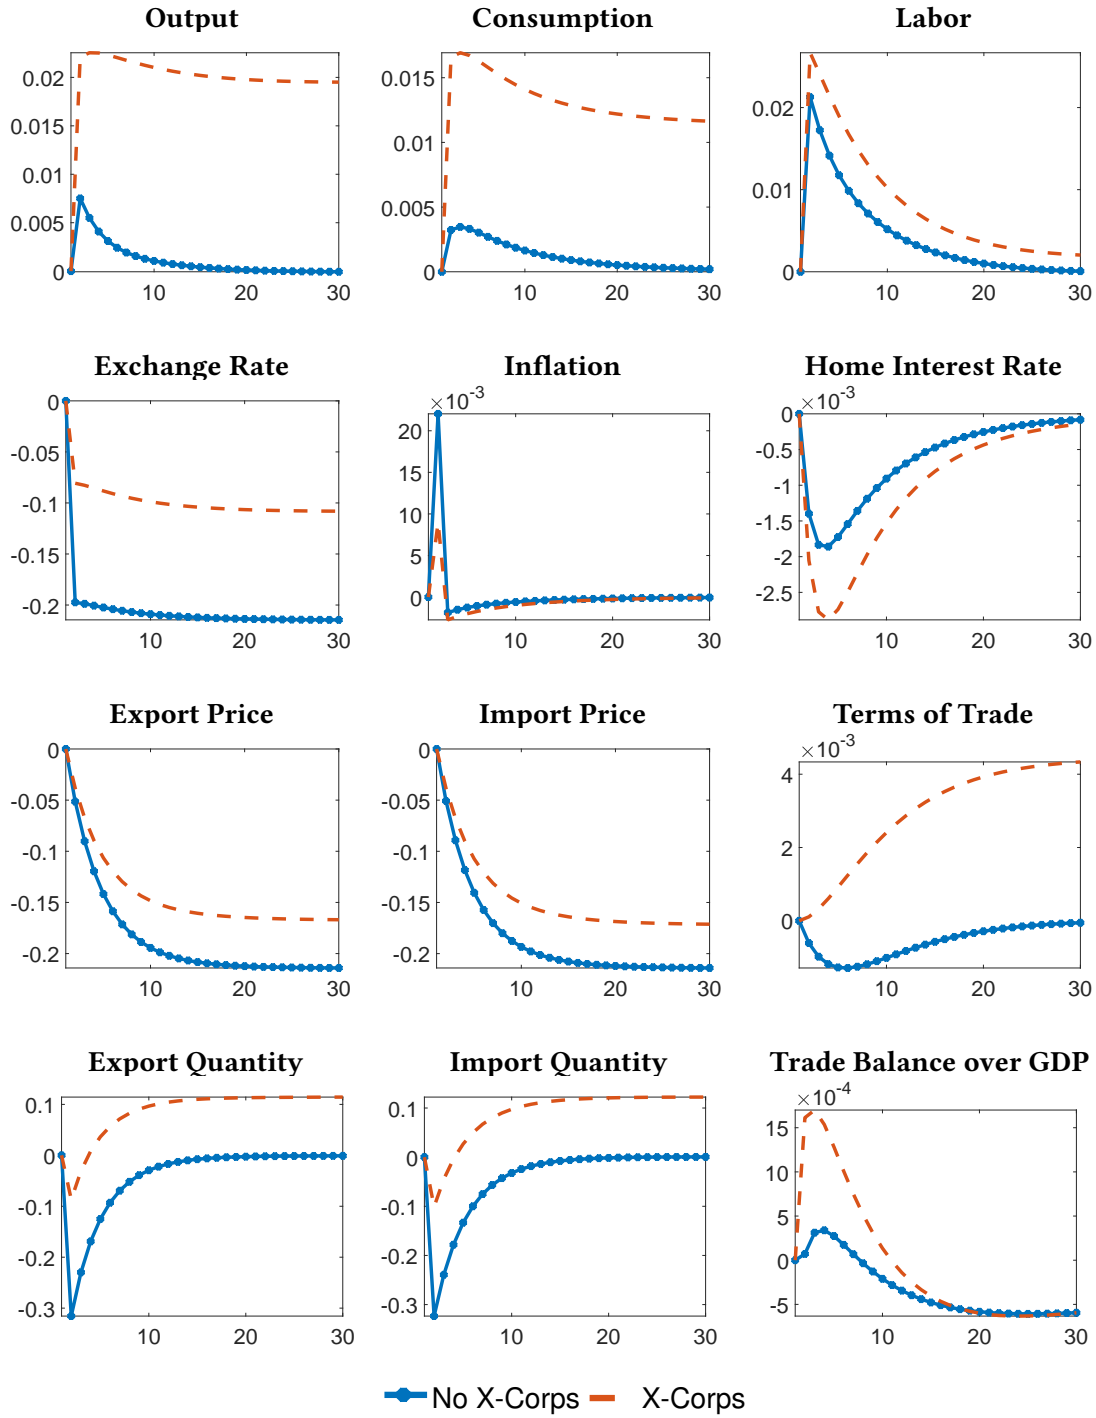 Output Consumption Labor
0.02 0.015 0.02
0.015 0.01
0.01 0.01
0.005 0.005
0 0 0
10 20 30 10 20 30 10 20 30
Exchange Rate Inflation Home Interest Rate
×10-3 ×10-3
0 20 0
-0.05 15 -0.5
-0.1 10 -1
-0.15 5 -1.5
-0.2 0 -2
-2.5
10 20 30 10 20 30 10 20 30
Export Price Import Price Terms of Trade
×10-3
0 0 4
-0.05 -0.05 2
-0.1 -0.1 0
-0.15 -0.15
-0.2 -0.2
10 20 30 10 20 30 10 20 30
Export Quantity Import Quantity Trade Balance over GDP
×10-4
0.1 0.1 15
0 0 10
-0.1 -0.1 5
-0.2 -0.2 0
-0.3 -0.3 -5
10 20 30 10 20 30 10 20 30
No X-Corps X-Corps